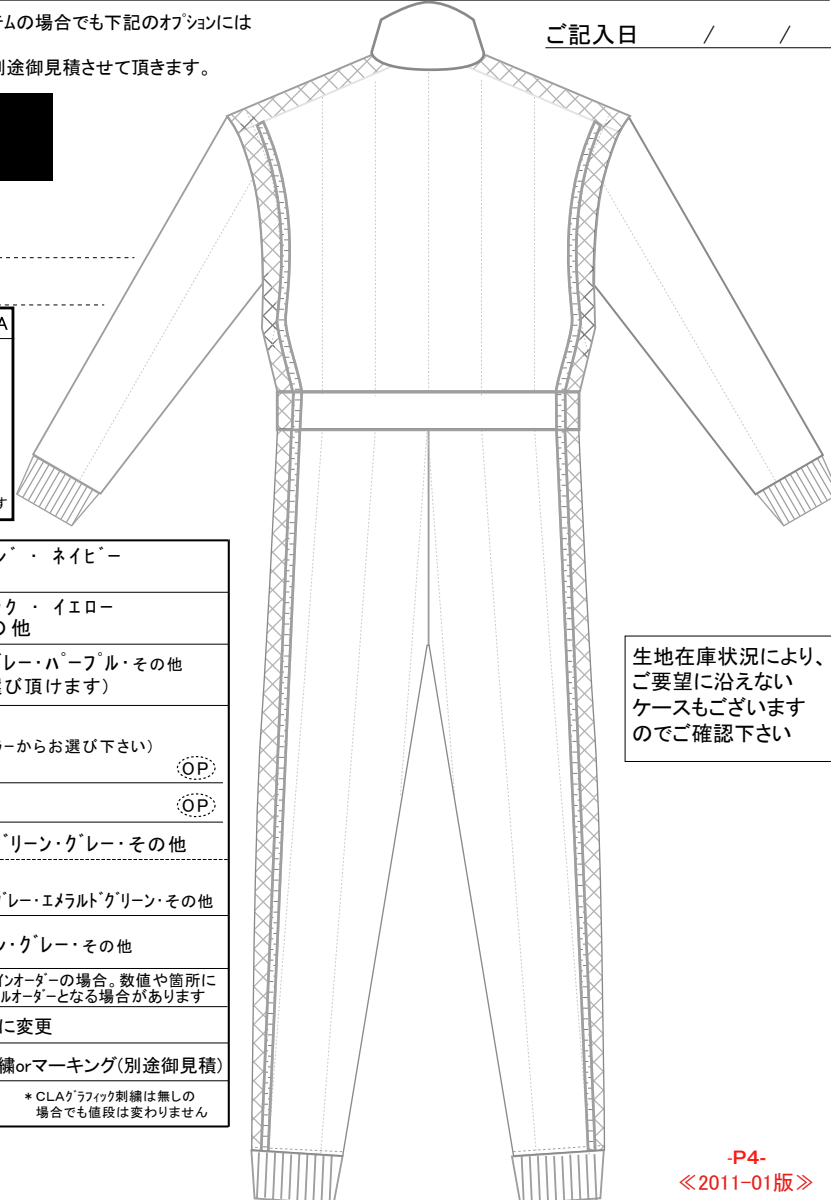 テムの場合でも下記のオプションには
別途御見積させて頂きます。
ご記入日　　/　　/
A
す
ンジ ・ ネイビー
ック ・ イエロー
の他
グレー・パープル・その他
選び頂けます）
ラーからお選び下さい）
OP
OP
グリーン・グレー・その他
グレー・エメラルドグリーン・その他
ン・グレー・その他
インオーダーの場合。数値や箇所に
ルオーダーとなる場合があります
に変更
繍orマーキング(別途御見積)
＊CLAグラフィック刺繍は無しの
場合でも値段は変わりません
生地在庫状況により、
ご要望に沿えない
ケースもございます
のでご確認下さい
-P4-
≪2011-01版≫